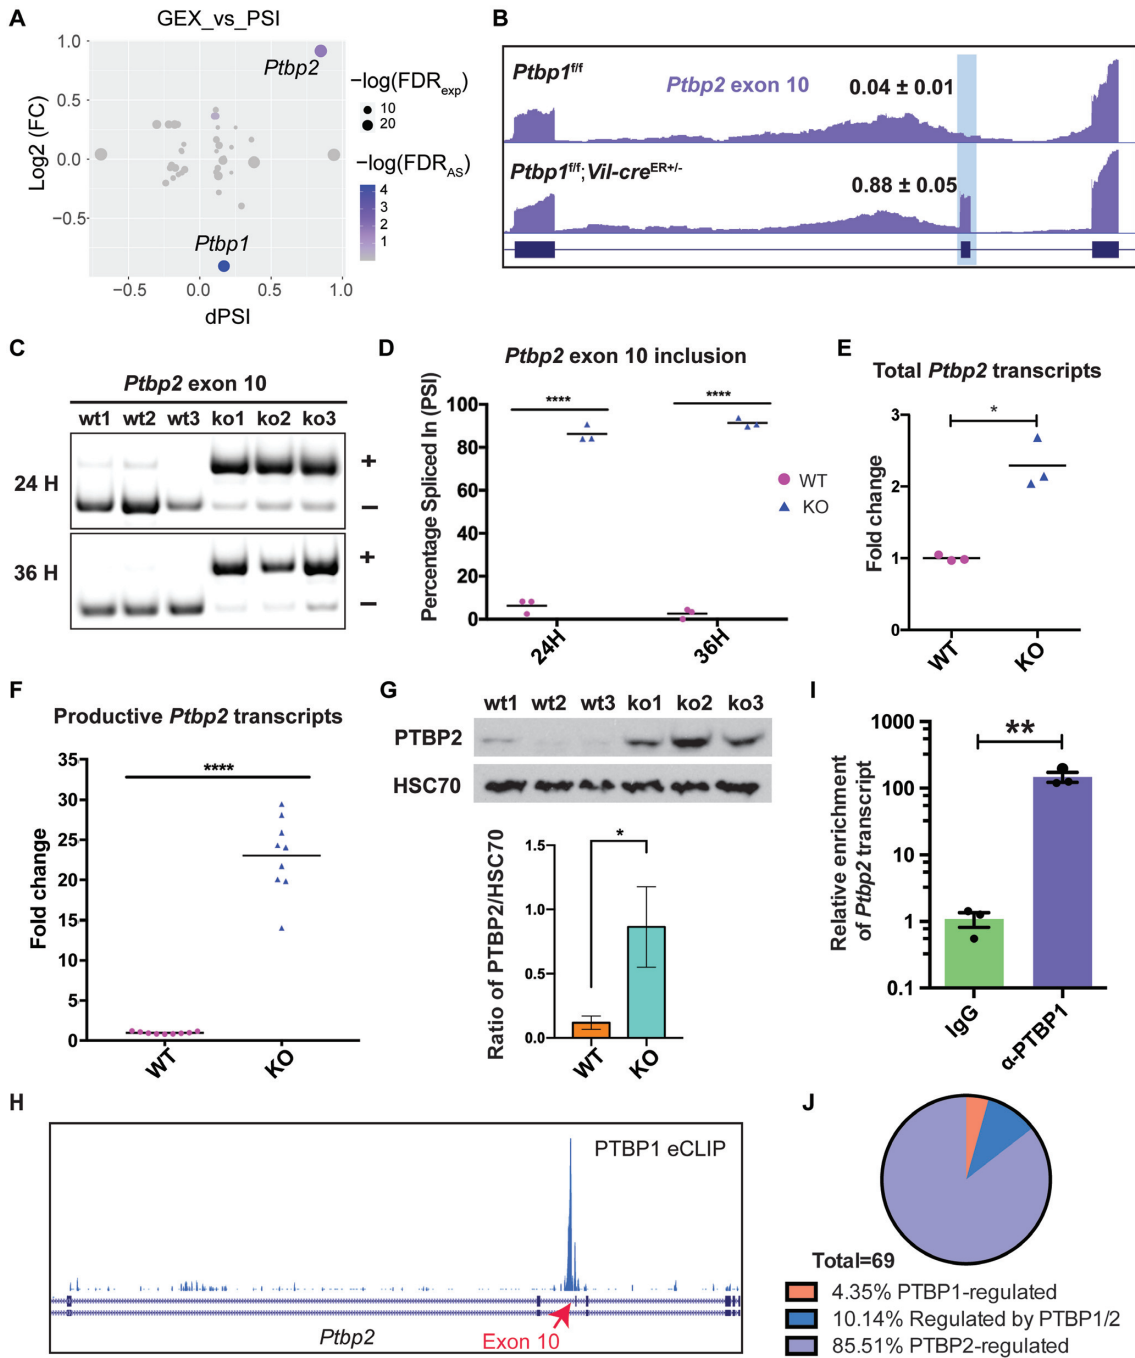 A
GEX_vs_PSI
1.0
0.5
0.0
−0.5
Log2 (FC)
Ptbp2
Ptbp1
−0.5
0.0
0.5
1.0
dPSI
−log(FDRexp)
10
20
−log(FDRAS)
4
3
2
1
B
Ptbp1f/f
Ptbp2 exon 10
0.04 ± 0.01
Ptbp1f/f;Vil-creER+/-
0.88 ± 0.05
C
Ptbp2 exon 10
wt1 wt2 wt3 ko1 ko2 ko3
24 H
+
−
36 H
+
−
D
Ptbp2 exon 10 inclusion
Percentage Spliced In (PSI)
100
80
60
40
20
0
****
****
24H
36H
WT
KO
E
Total Ptbp2 transcripts
Fold change
3
2
1
0
*
WT
KO
F
Productive Ptbp2 transcripts
Fold change
35
30
25
20
15
10
5
0
****
WT
KO
G
wt1 wt2 wt3 ko1 ko2 ko3
PTBP2
HSC70
Ratio of PTBP2/HSC70
1.5
1.0
0.5
0.0
*
WT
KO
I
Relative enrichment
of Ptbp2 transcript
1000
100
10
1
0.1
**
IgG
α-PTBP1
H
PTBP1 eCLIP
Ptbp2
Exon 10
J
Total=69
4.35% PTBP1-regulated
10.14% Regulated by PTBP1/2
85.51% PTBP2-regulated